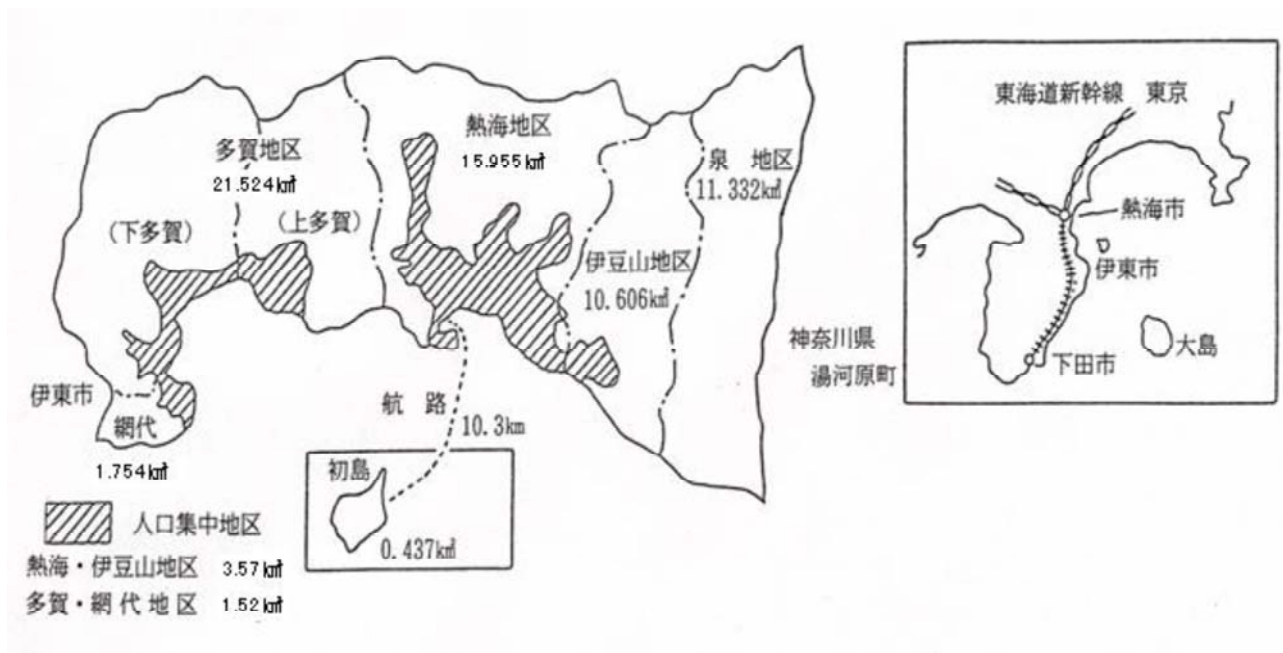 多賀地区
21.524㎢
(下多賀)
(上多賀)
熱海地区
15.955㎢
泉 地区
11.332㎢
伊豆山地区
10.606㎢
神奈川県
湯河原町
伊東市
網代
1.754㎢
航 路
10.3km
初島
0.437㎢
人口集中地区
熱海・伊豆山地区 3.57㎢
多賀・網代地区 1.52㎢
東海道新幹線 東京
熱海市
伊東市
大島
下田市